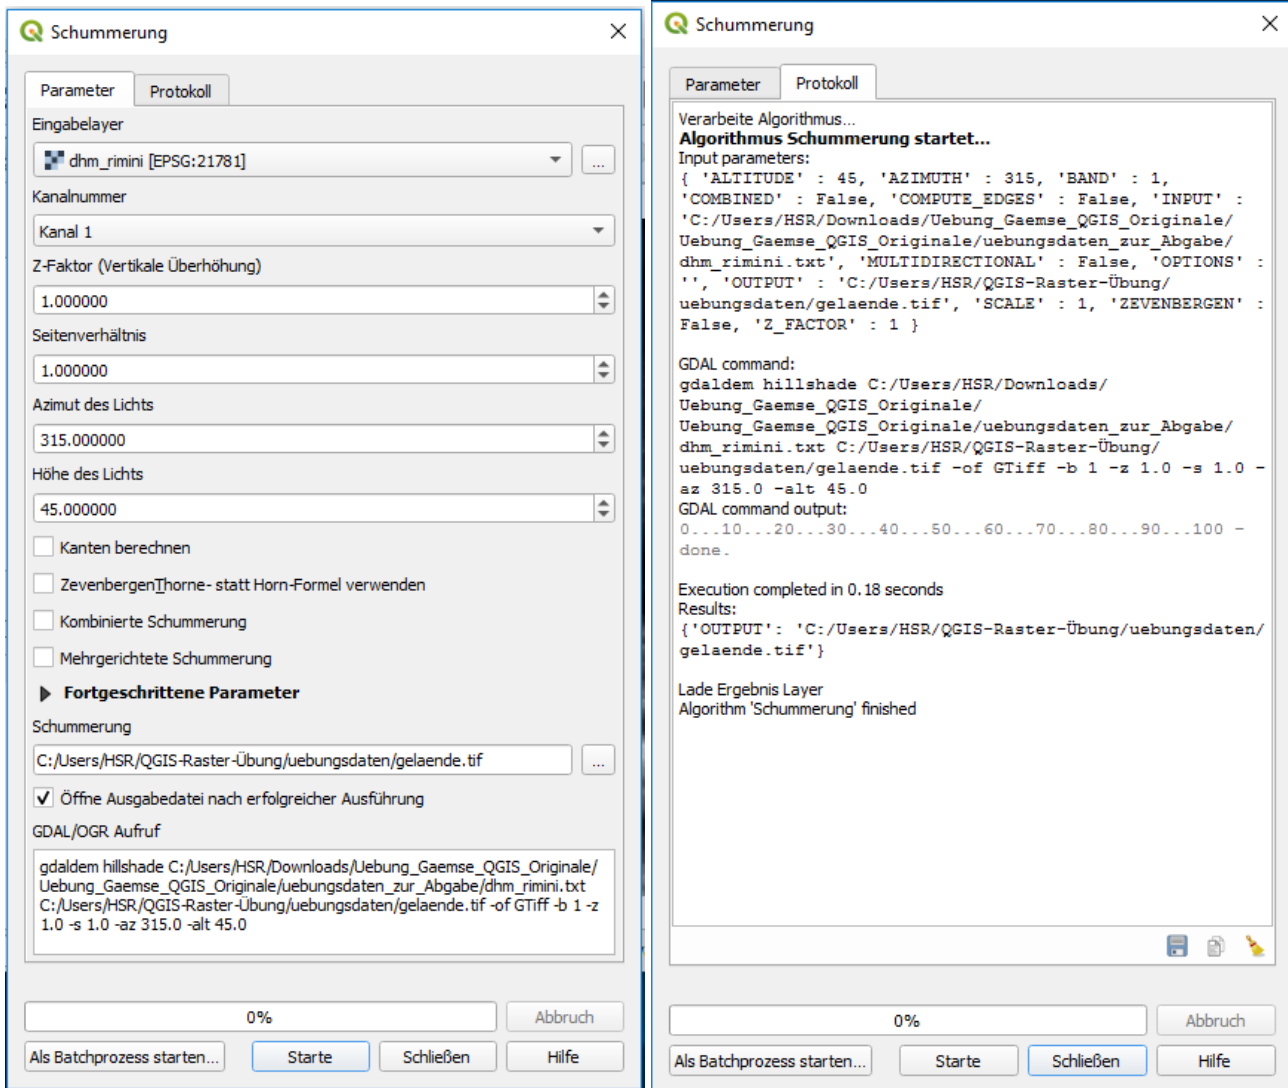 Schummerung
Parameter
Protokoll
Eingabelayer
dhm_rimini [EPSG:21781]
...
Kanalnummer
Kanal 1
Z-Faktor (Vertikale Überhöhung)
1.000000
Seitenverhältnis
1.000000
Azimut des Lichts
315.000000
Höhe des Lichts
45.000000
Kanten berechnen
ZevenbergenThorne- statt Horn-Formel verwenden
Kombinierte Schummerung
Mehrgerichtete Schummerung
Fortgeschrittene Parameter
Schummerung
C:/Users/HSR/QGIS-Raster-Übung/uebungsdaten/gelaende.tif
...
Öffne Ausgabedatei nach erfolgreicher Ausführung
GDAL/OGR Aufruf
gdaldem hillshade C:/Users/HSR/Downloads/Uebung_Gaemse_QGIS_Originale/
Uebung_Gaemse_QGIS_Originale/uebungsdaten_zur_Abgabe/dhm_rimini.txt
C:/Users/HSR/QGIS-Raster-Übung/uebungsdaten/gelaende.tif -of GTiff -b 1 -z
1.0 -s 1.0 -az 315.0 -alt 45.0
0%
Abbruch
Als Batchprozess starten...
Starte
Schließen
Hilfe
Schummerung
Parameter
Protokoll
Verarbeite Algorithmus...
Algorithmus Schummerung startet...
Input parameters:
{ 'ALTITUDE' : 45, 'AZIMUTH' : 315, 'BAND' : 1,
'COMBINED' : False, 'COMPUTE_EDGES' : False, 'INPUT' :
'C:/Users/HSR/Downloads/Uebung_Gaemse_QGIS_Originale/
Uebung_Gaemse_QGIS_Originale/uebungsdaten_zur_Abgabe/
dhm_rimini.txt', 'MULTIDIRECTIONAL' : False, 'OPTIONS' :
'', 'OUTPUT' : 'C:/Users/HSR/QGIS-Raster-Übung/
uebungsdaten/gelaende.tif', 'SCALE' : 1, 'ZEVENBERGEN' :
False, 'Z_FACTOR' : 1 }
GDAL command:
gdaldem hillshade C:/Users/HSR/Downloads/
Uebung_Gaemse_QGIS_Originale/
Uebung_Gaemse_QGIS_Originale/uebungsdaten_zur_Abgabe/
dhm_rimini.txt C:/Users/HSR/QGIS-Raster-Übung/
uebungsdaten/gelaende.tif -of GTiff -b 1 -z 1.0 -s 1.0 -
az 315.0 -alt 45.0
GDAL command output:
0...10...20...30...40...50...60...70...80...90...100 -
done.
Execution completed in 0.18 seconds
Results:
{'OUTPUT': 'C:/Users/HSR/QGIS-Raster-Übung/uebungsdaten/
gelaende.tif'}
Lade Ergebnis Layer
Algorithm 'Schummerung' finished
0%
Abbruch
Als Batchprozess starten...
Starte
Schließen
Hilfe